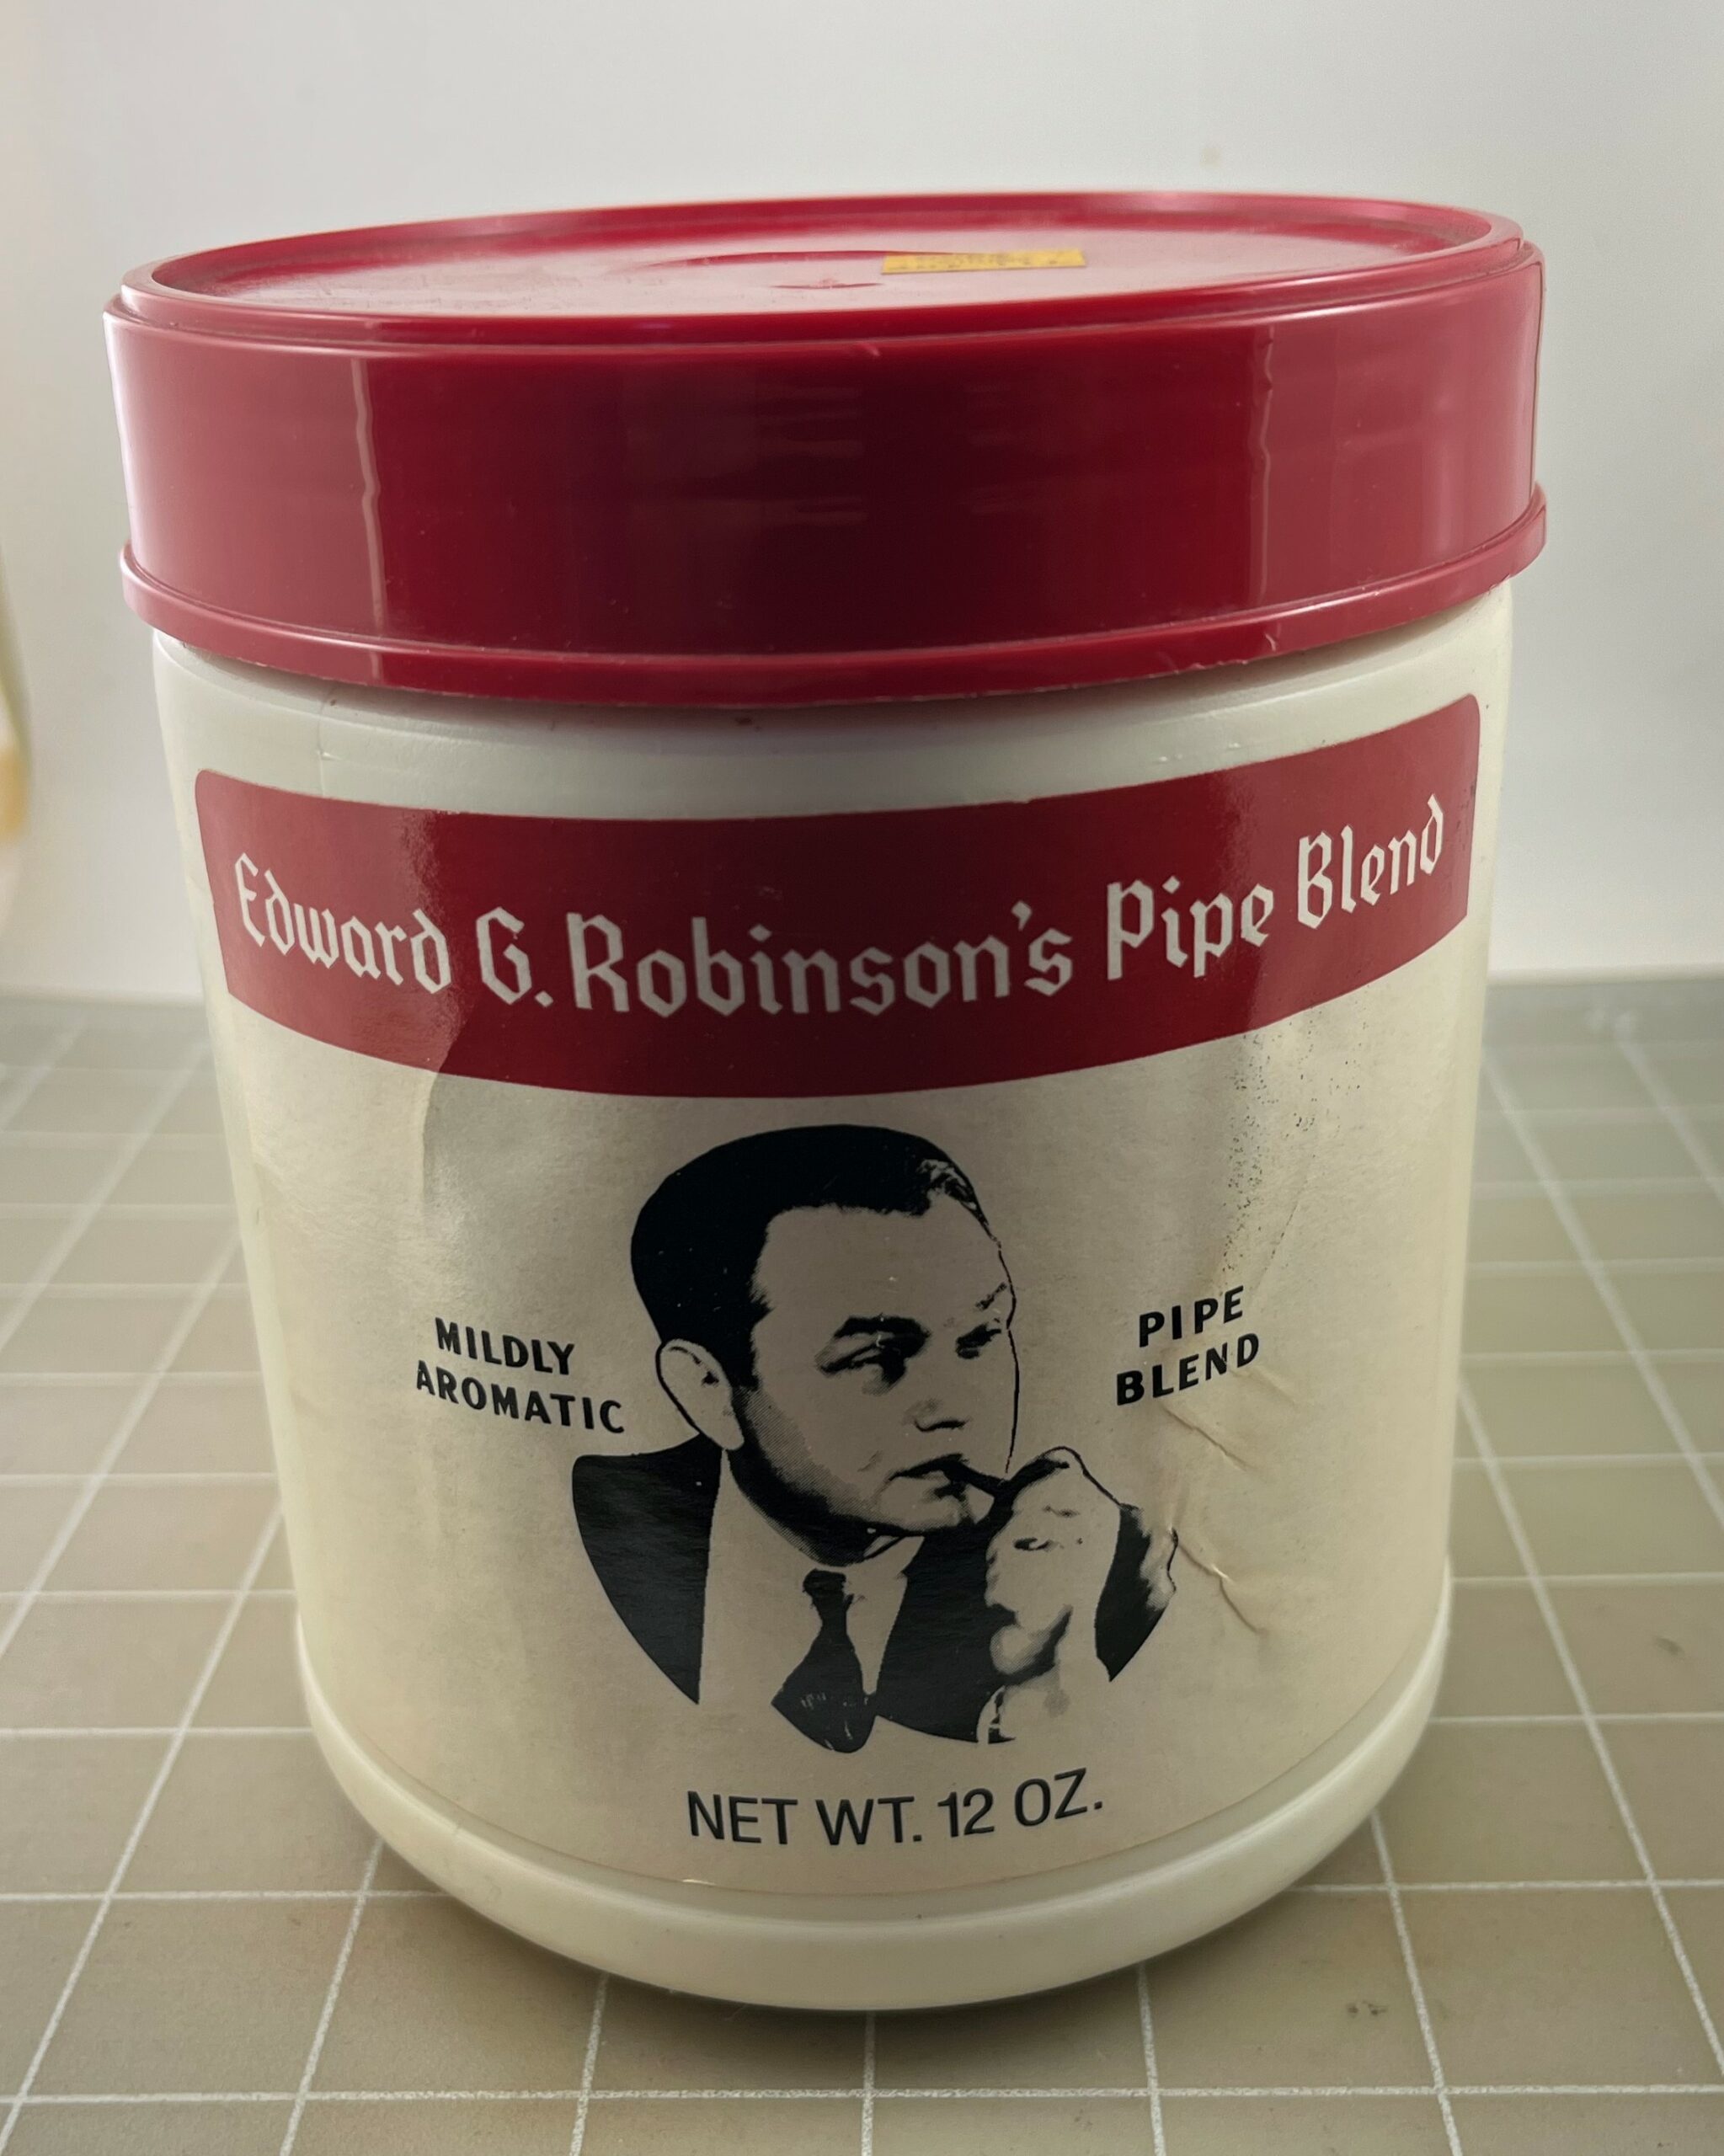 Edward G. Robinson's Pipe Blend
MILDLY
AROMATIC
PIPE
BLEND
NET WT. 12 OZ.